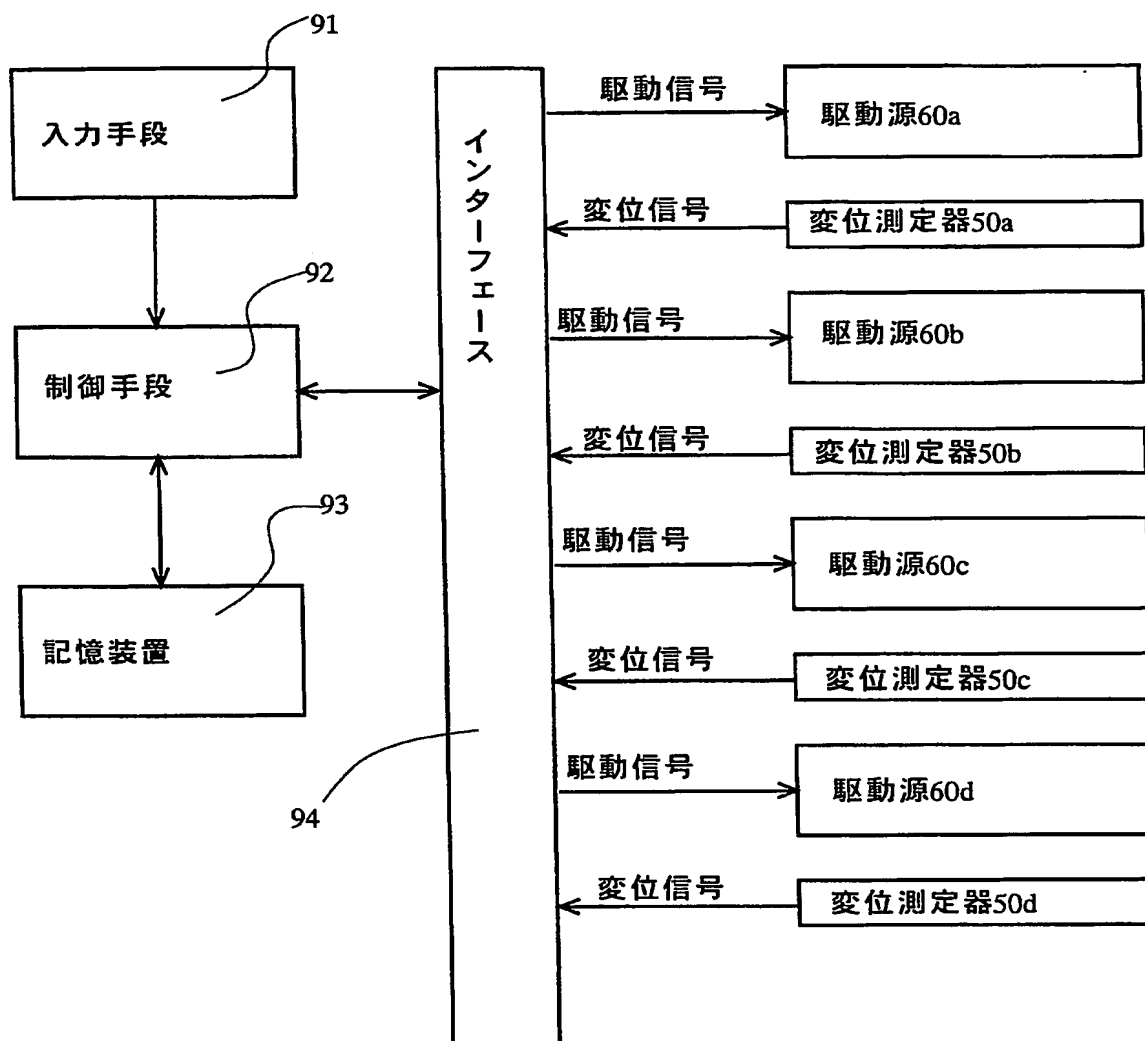 91
入力手段
92
制御手段
93
記憶装置
インターフェース
94
駆動信号
駆動源60a
変位信号
変位測定器50a
駆動信号
駆動源60b
変位信号
変位測定器50b
駆動信号
駆動源60c
変位信号
変位測定器50c
駆動信号
駆動源60d
変位信号
変位測定器50d